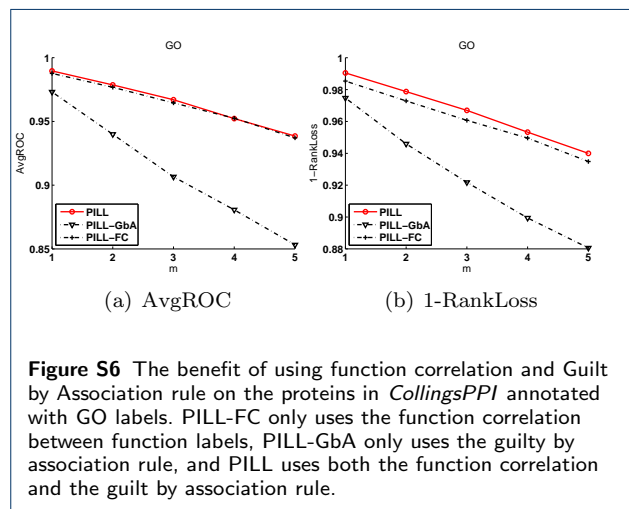 GO
1
0.95
0.9
0.85
AvgROC
PILL
PILL−GbA
PILL−FC
1 2 3 4 5
m
(a) AvgROC
GO
1
0.98
0.96
0.94
0.92
0.9
0.88
1−RankLoss
PILL
PILL−GbA
PILL−FC
1 2 3 4 5
m
(b) 1-RankLoss
Figure S6 The benefit of using function correlation and Guilt
by Association rule on the proteins in CollingsPPI annotated
with GO labels. PILL-FC only uses the function correlation
between function labels, PILL-GbA only uses the guilty by
association rule, and PILL uses both the function correlation
and the guilt by association rule.